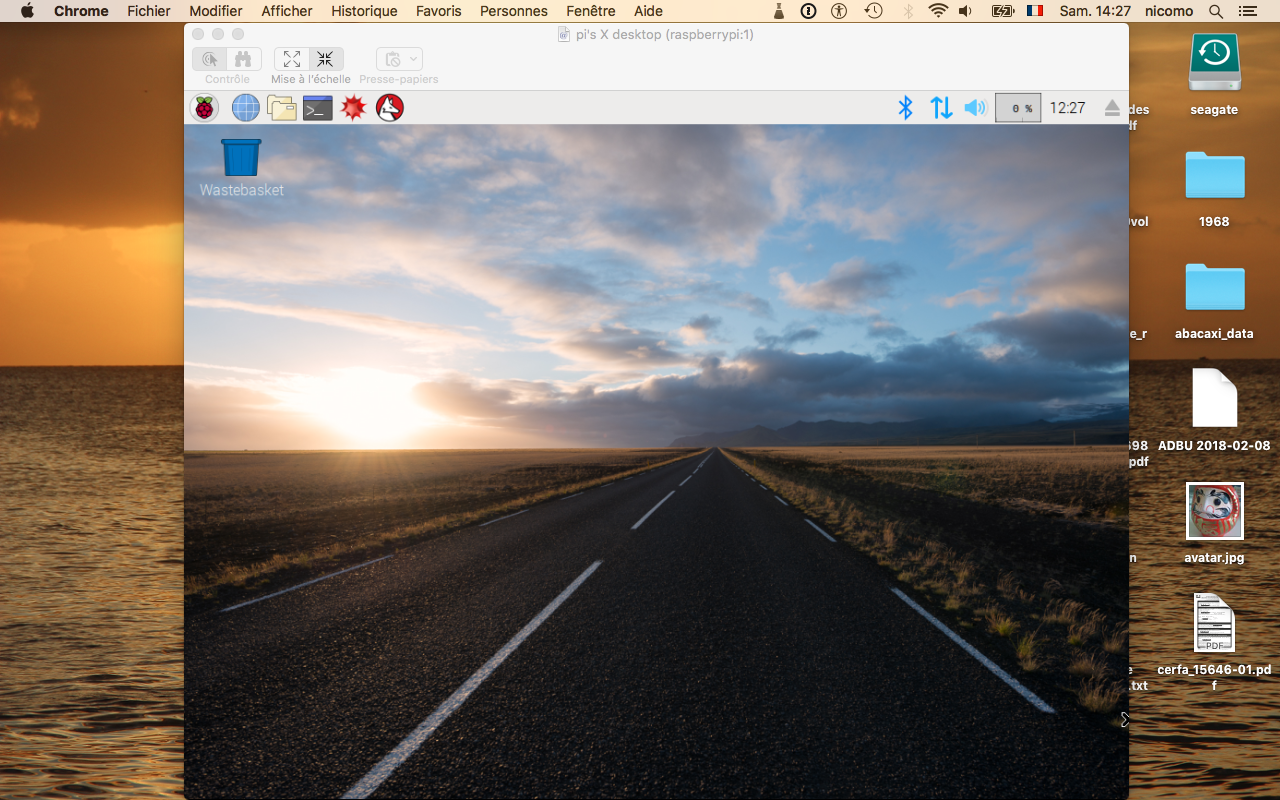 Chrome Fichier Modifier Afficher Historique Favoris Personnes Fenêtre Aide Sam. 14:27 nicomo
pi's X desktop (raspberrypi:1)
Contrôle Mise à l'échelle Presse-papiers
0 % 12:27
Wastebasket
des
seagate
df
vol
1968
e_r
abacaxi_data
698
ADBU 2018-02-08
pdf
n
avatar.jpg
PDF
e
cerfa_15646-01.pd
.txt
f